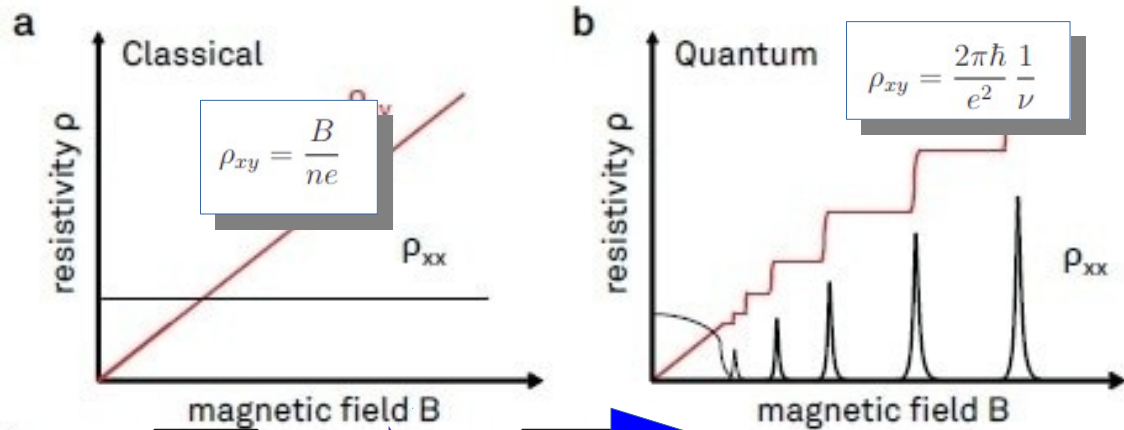 a
Classical
ρ_xy = B/ne
ρxx
resistivity ρ
magnetic field B
b
Quantum
ρ_xy = 2πℏ/e² 1/ν
ρxx
resistivity ρ
magnetic field B